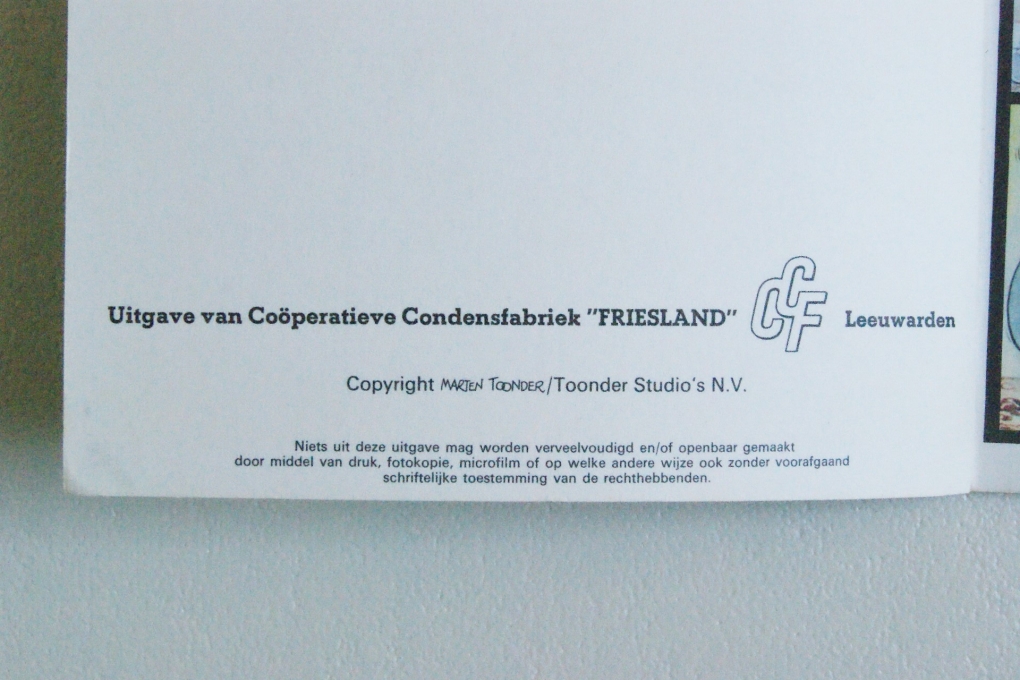 Uitgave van Coöperatieve Condensfabriek "FRIESLAND" CCF Leeuwarden
Copyright MARTEN TOONDER/Toonder Studio's N.V.
Niets uit deze uitgave mag worden verveelvoudigd en/of openbaar gemaakt
door middel van druk, fotokopie, microfilm of op welke andere wijze ook zonder voorafgaand
schriftelijke toestemming van de rechthebbenden.